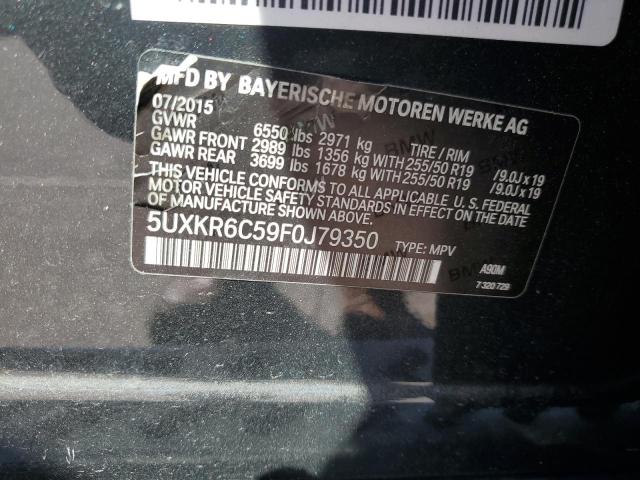 MFD BY BAYERISCHE MOTOREN WERKE AG
07/2015
GVWR 6550 lbs 2971 kg TIRE / RIM
GAWR FRONT 2989 lbs 1356 kg WITH 255/50 R19 /9.0J x 19
GAWR REAR 3699 lbs 1678 kg WITH 255/50 R19 /9.0J x 19
THIS VEHICLE CONFORMS TO ALL APPLICABLE U. S. FEDERAL
MOTOR VEHICLE SAFETY STANDARDS IN EFFECT ON THE DATE
OF MANUFACTURE SHOWN ABOVE.
5UXKR6C59F0J79350 TYPE: MPV
A90M
7 320 729